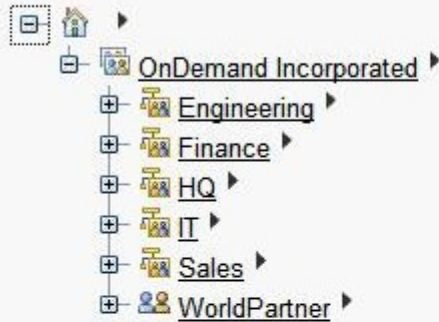 OnDemand Incorporated
Engineering
Finance
HQ
IT
Sales
WorldPartner